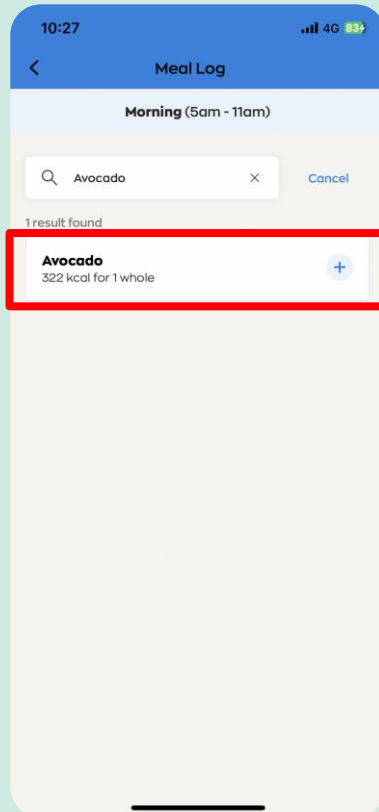 10:27
4G 83
Meal Log
Morning (5am - 11am)
Avocado
Cancel
1 result found
Avocado
322 kcal for 1 whole